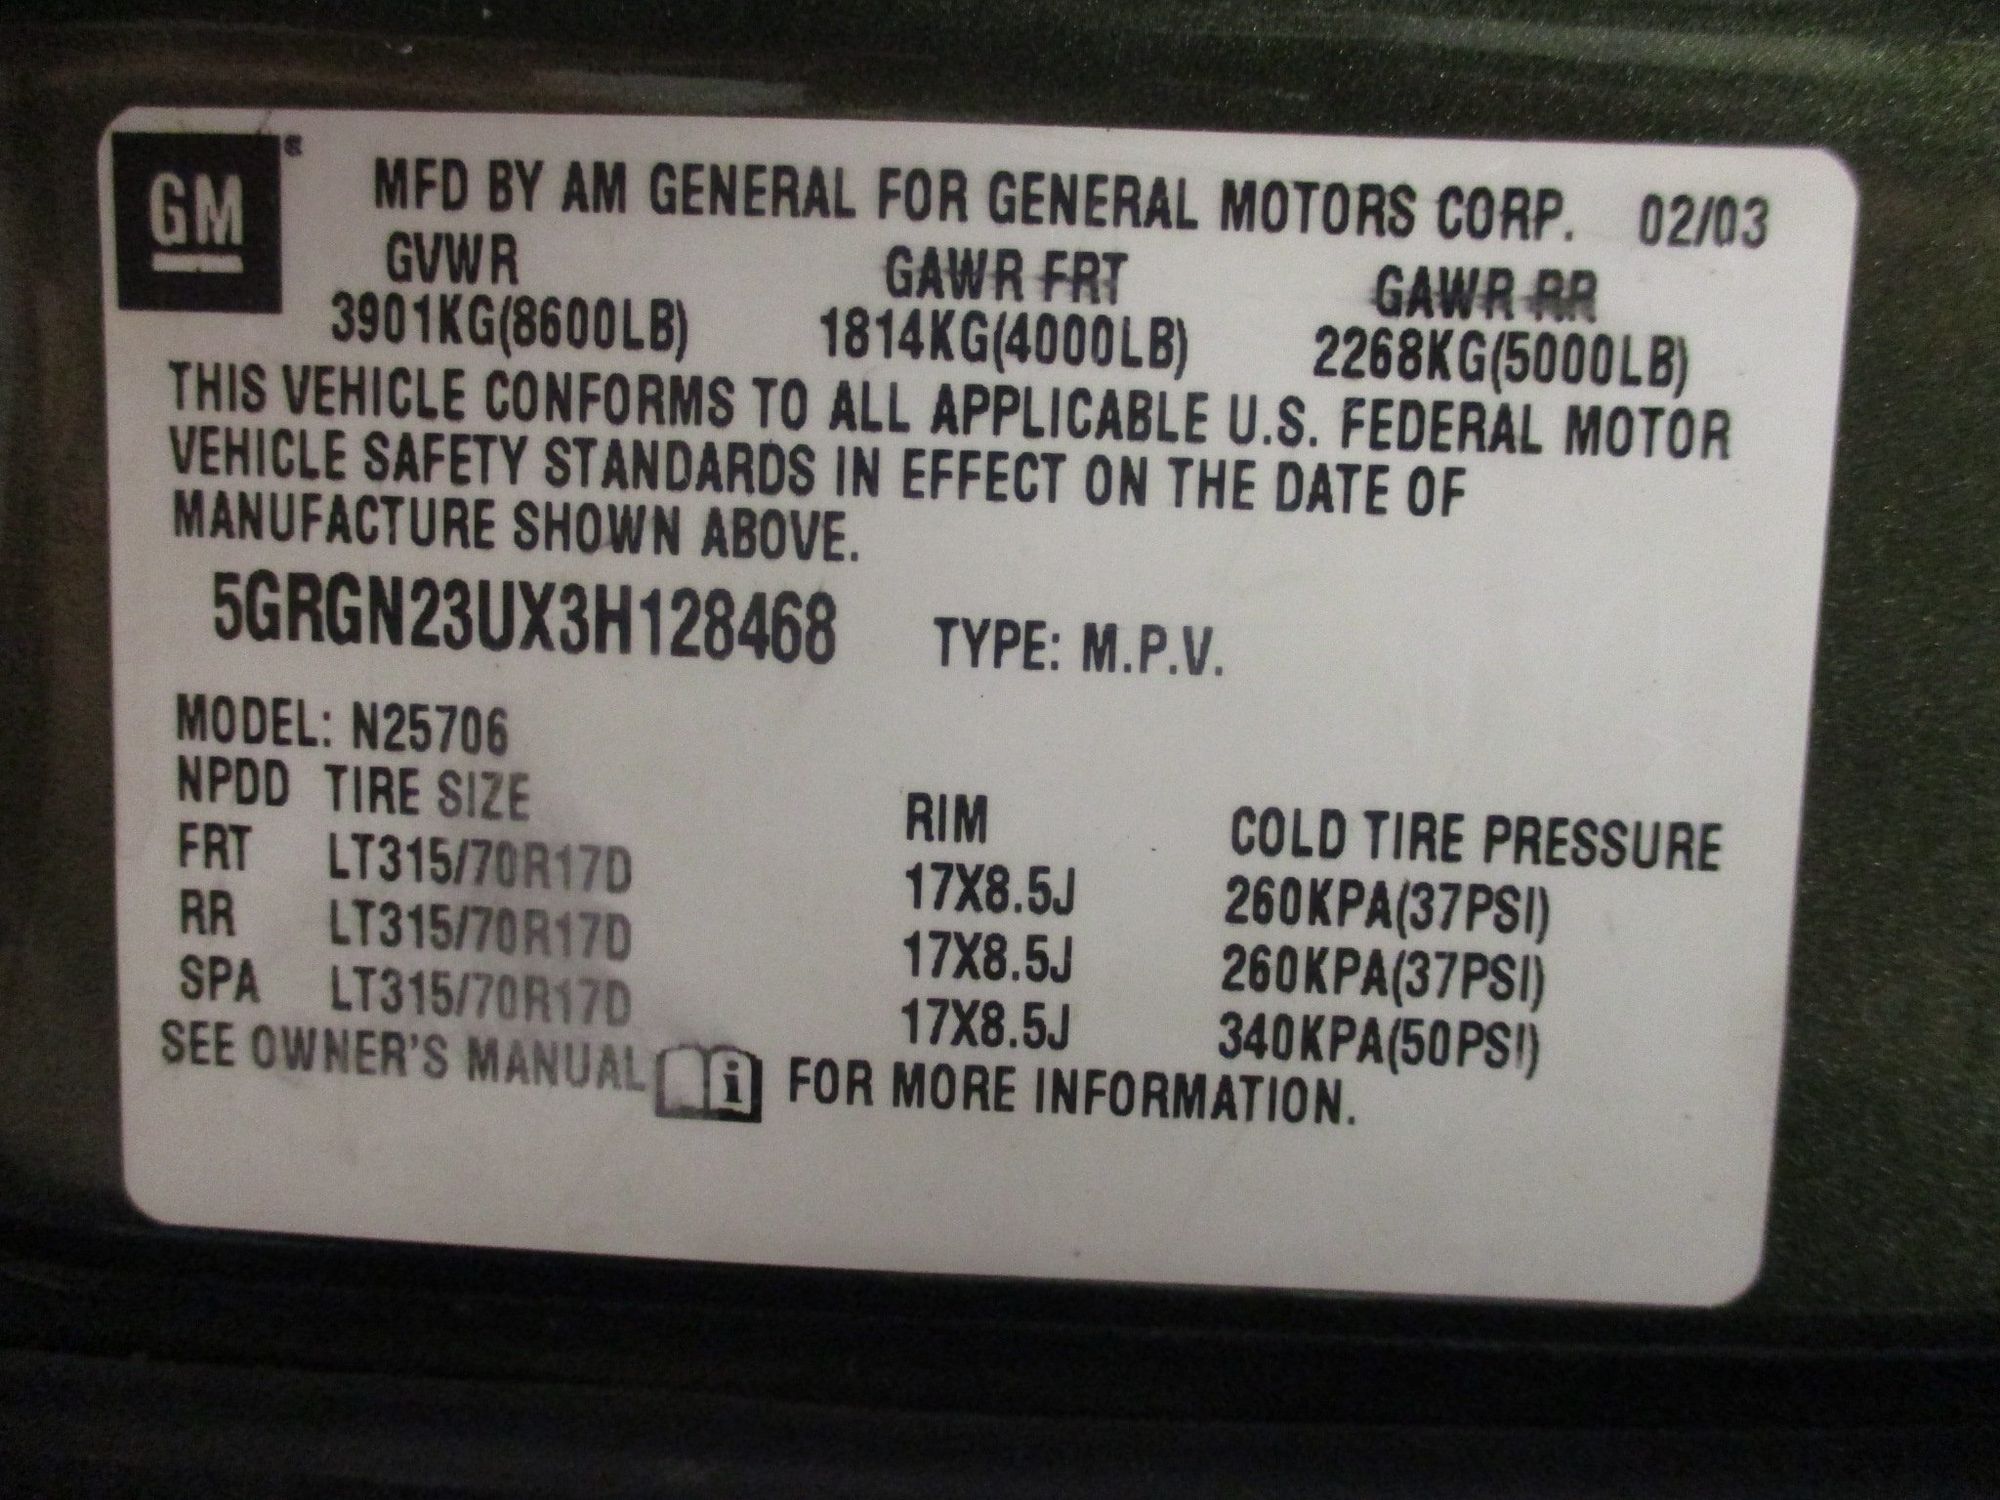 GM
MFD BY AM GENERAL FOR GENERAL MOTORS CORP. 02/03
GVWR GAWR FRT GAWR RR
3901KG(8600LB) 1814KG(4000LB) 2268KG(5000LB)
THIS VEHICLE CONFORMS TO ALL APPLICABLE U.S. FEDERAL MOTOR
VEHICLE SAFETY STANDARDS IN EFFECT ON THE DATE OF
MANUFACTURE SHOWN ABOVE.
5GRGN23UX3H128468 TYPE: M.P.V.
MODEL: N25706
NPDD TIRE SIZE RIM COLD TIRE PRESSURE
FRT LT315/70R17D 17X8.5J 260KPA(37PSI)
RR LT315/70R17D 17X8.5J 260KPA(37PSI)
SPA LT315/70R17D 17X8.5J 340KPA(50PSI)
SEE OWNER'S MANUAL i FOR MORE INFORMATION.